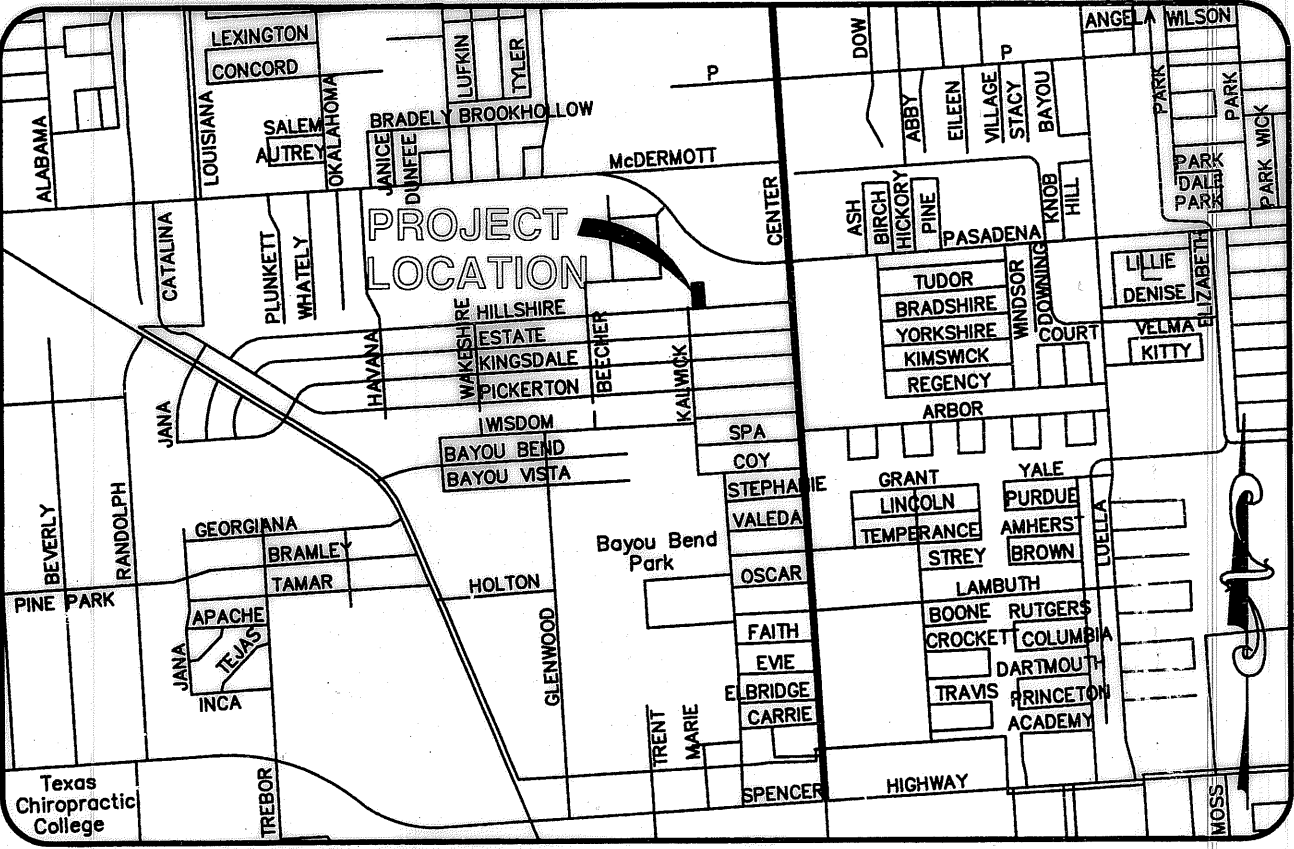 LEXINGTON
CONCORD
LUFKIN
TYLER
P
DOW
P
ANGELA
WILSON
ALABAMA
LOUISIANA
SALEM
AUTREY
OKALAHOMA
BRADELY BROOKHOLLOW
JANICE
DUNFEE
McDERMOTT
ABBY
EILEEN
VILLAGE
STACY
BAYOU
PARK
PARK
PARK WICK
PARK
DALE
PARK
CATALINA
PLUNKETT
WHATELY
PROJECT
LOCATION
CENTER
ASH
BIRCH
HICKORY
PINE
PASADENA
KNOB
HILL
HAVANA
WAKESHIRE
HILLSHIRE
ESTATE
KINGSDALE
PICKERTON
BEECHER
KALWICK
TUDOR
BRADSHIRE
YORKSHIRE
KIMSWICK
REGENCY
WINDSOR
DOWNING
COURT
LILLIE
DENISE
ELIZABETH
VELMA
KITTY
JANA
WISDOM
BAYOU BEND
BAYOU VISTA
SPA
COY
ARBOR
STEPHANIE
VALEDA
GRANT
LINCOLN
TEMPERANCE
STREY
YALE
PURDUE
AMHERST
BROWN
LUELLA
BEVERLY
RANDOLPH
GEORGIANA
BRAMLEY
TAMAR
Bayou Bend
Park
OSCAR
HOLTON
LAMBUTH
PINE PARK
APACHE
JANA
TEJAS
INCA
GLENWOOD
FAITH
EVIE
ELBRIDGE
CARRIE
BOONE
RUTGERS
CROCKETT
COLUMBIA
DARTMOUTH
TRAVIS
PRINCETON
ACADEMY
TRENT
MARIE
Texas
Chiropractic
College
TREBOR
SPENCER
HIGHWAY
MOSS